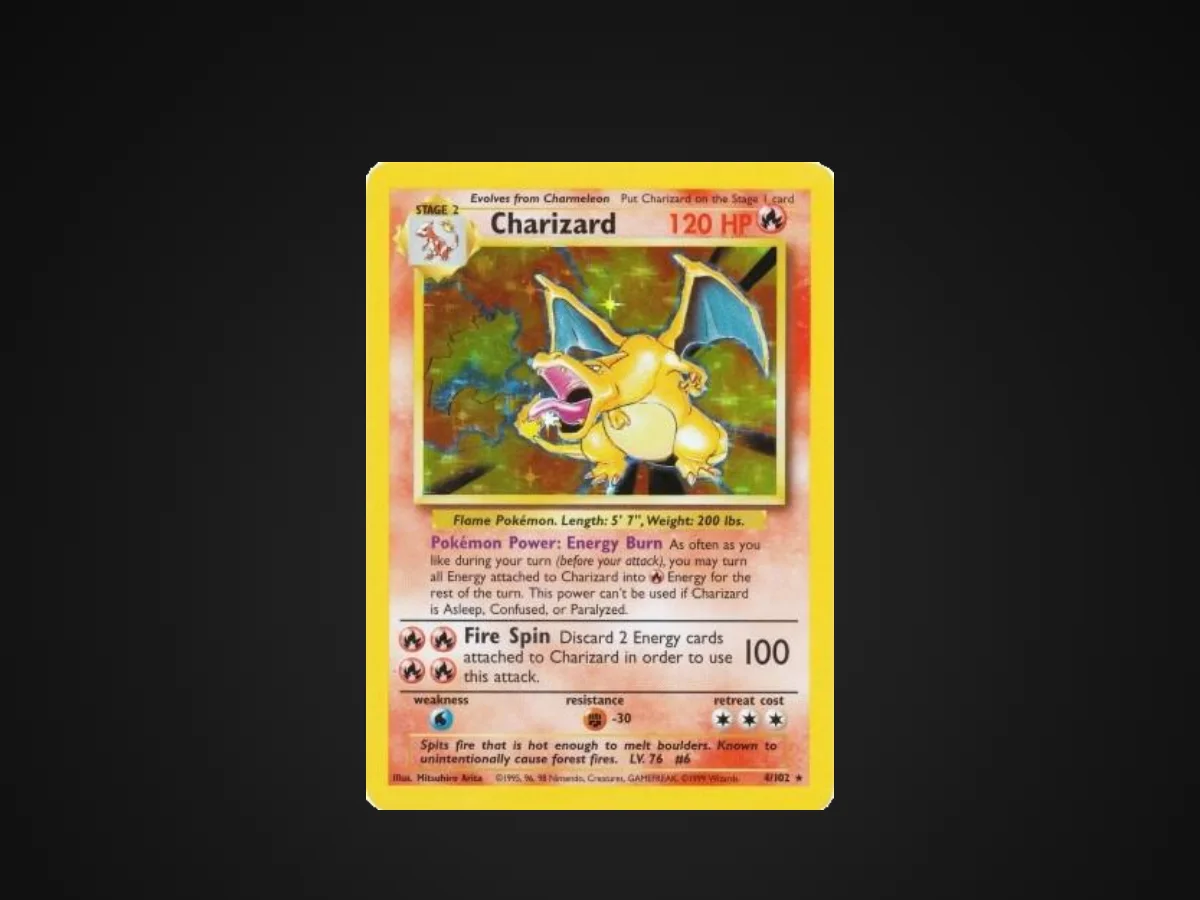 Evolves from Charmeleon Put Charizard on the Stage 1 card
STAGE 2
Charizard 120 HP
Flame Pokémon. Length: 5' 7", Weight: 200 lbs.
Pokémon Power: Energy Burn As often as you
like during your turn (before your attack), you may turn
all Energy attached to Charizard into Energy for the
rest of the turn. This power can't be used if Charizard
is Asleep, Confused, or Paralyzed.
Fire Spin Discard 2 Energy cards
attached to Charizard in order to use 100
this attack.
weakness resistance retreat cost
-30
Spits fire that is hot enough to melt boulders. Known to
unintentionally cause forest fires. LV. 76 #6
Illus. Mitsuhiro Arita ©1995, 96, 98 Nintendo, Creatures, GAMEFREAK. ©1999 Wizards. 4/102